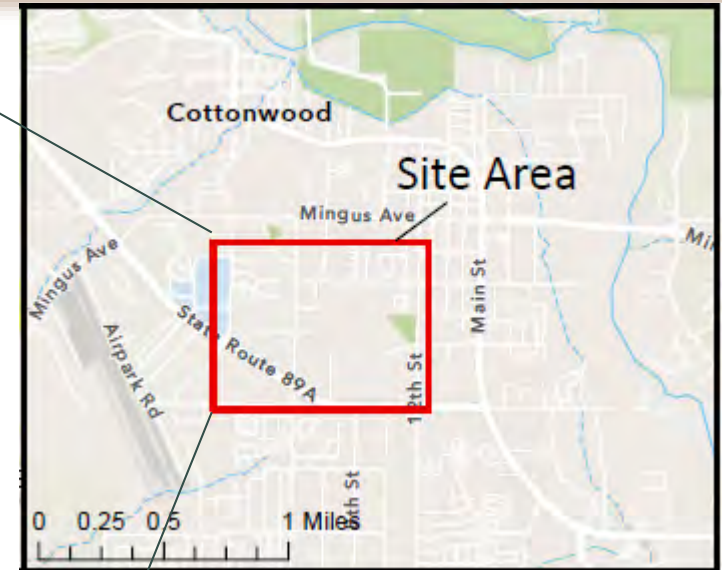 Cottonwood
Site Area
Mingus Ave
Mingus Ave
Main St
State Route 89A
Airpark Rd
12th St
0 0.25 0.5 1 Miles